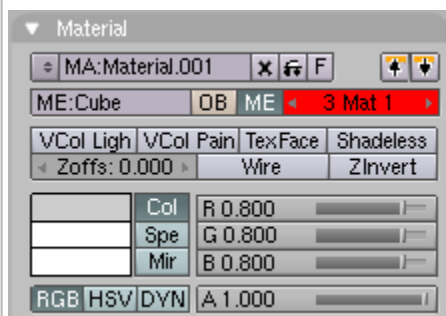 Material
MA:Material.001 F
ME:Cube OB ME 3 Mat 1
VCol Ligh VCol Pain TexFace Shadeless
Zoffs: 0.000 Wire ZInvert
Col R 0.800
Spe G 0.800
Mir B 0.800
RGB HSV DYN A 1.000